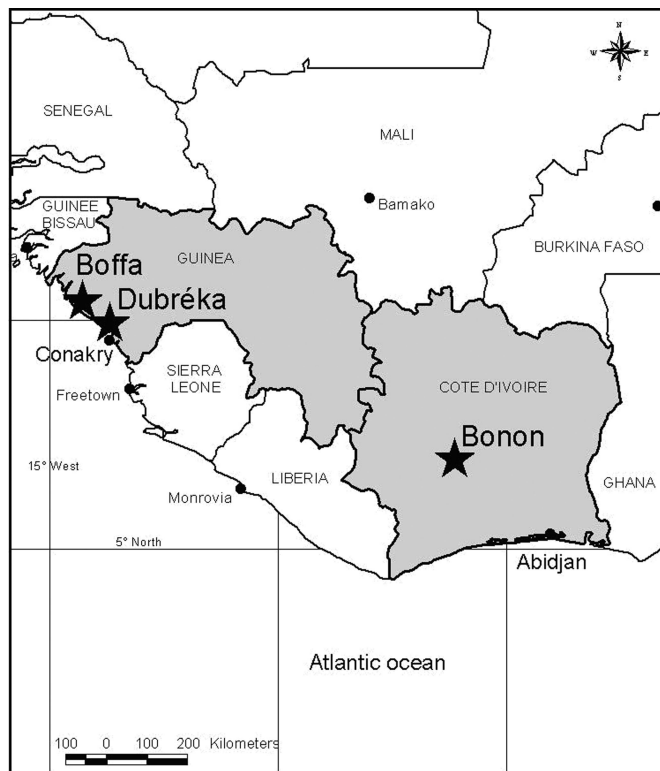 N
W E
S
SENEGAL
MALI
GUINEE
BISSAU
Bamako
BURKINA FASO
a
GUINEA
Boffa
Dubréka
Conakry
SIERRA
LEONE
Freetown
COTE D'IVOIRE
Bonon
15° West
LIBERIA
GHANA
Monrovia
5° North
Abidjan
Atlantic ocean
100 0 100 200 Kilometers